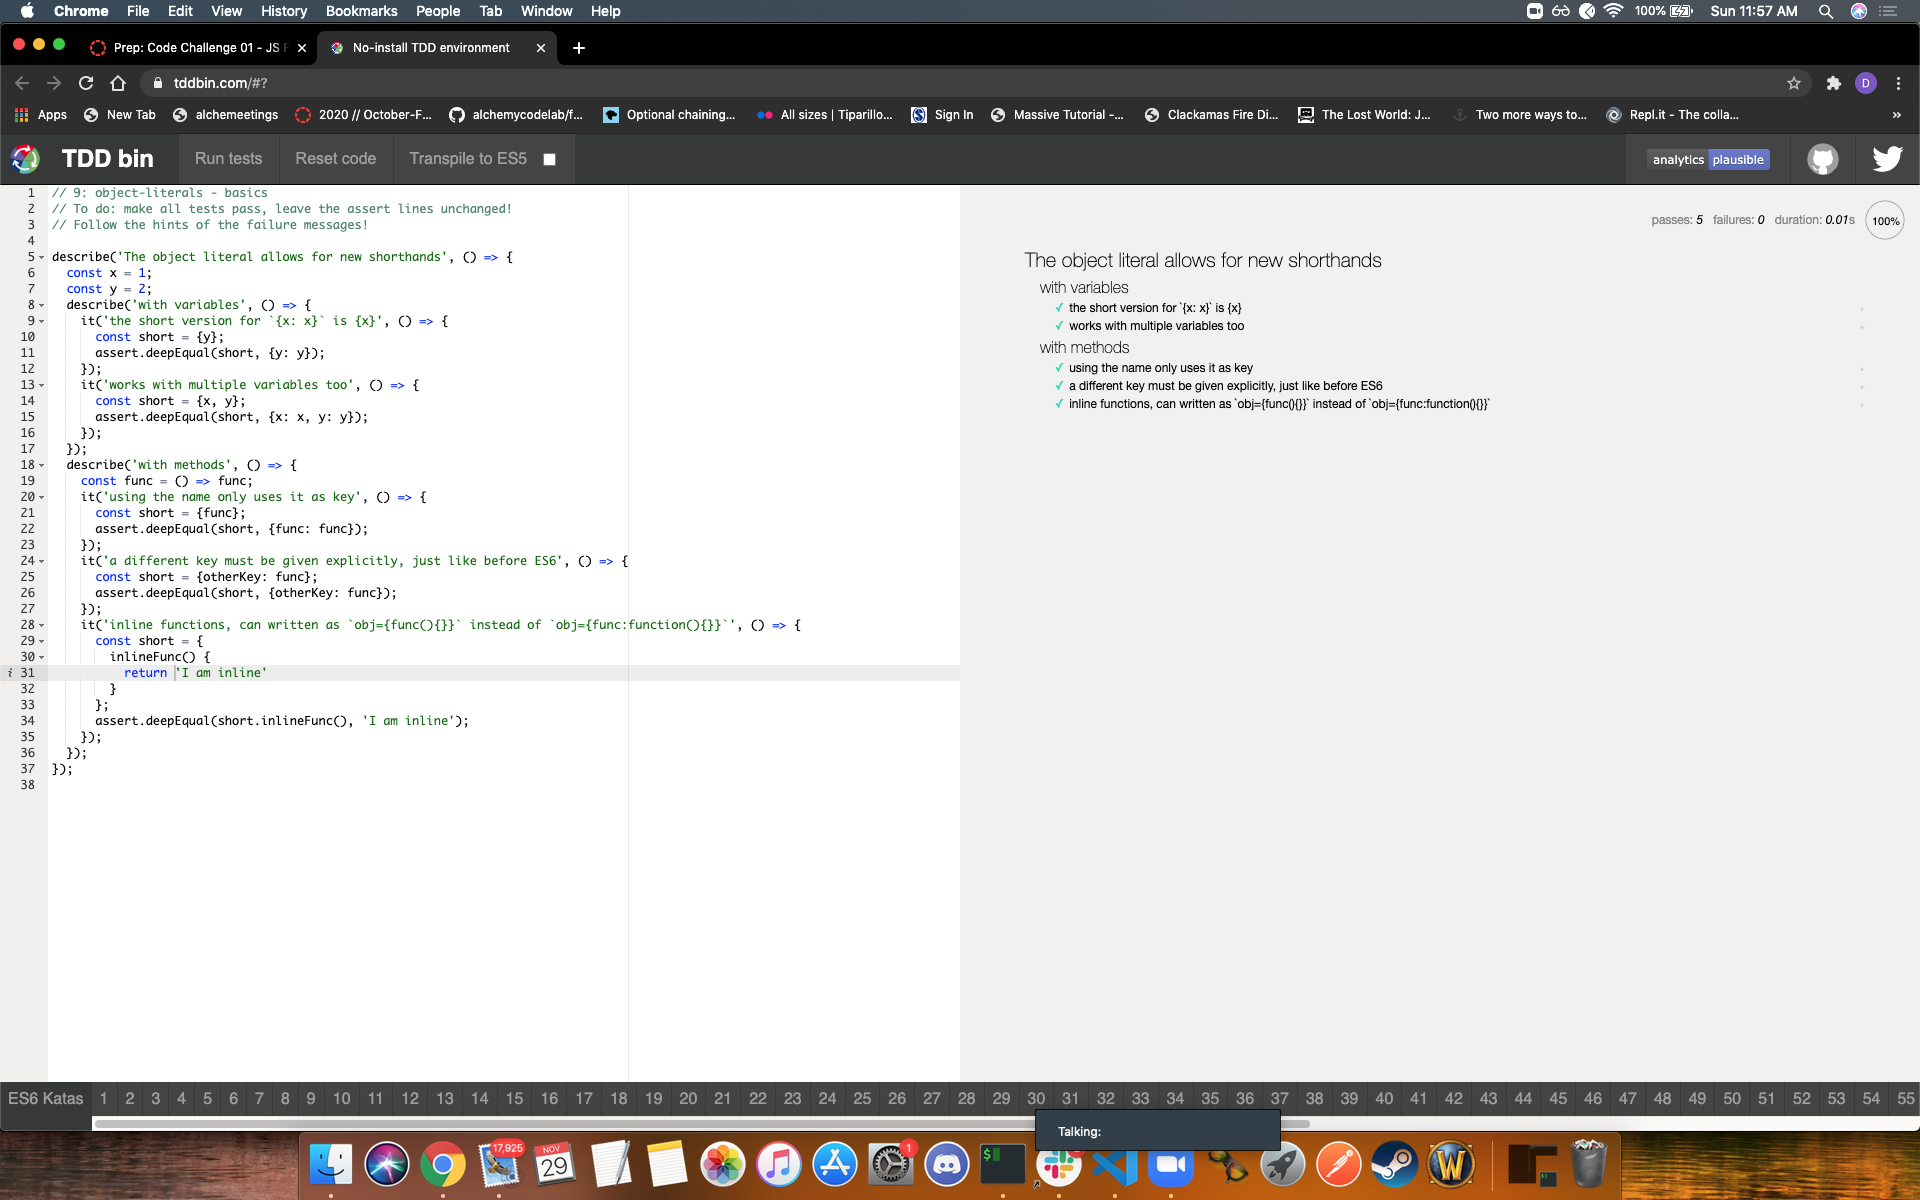 Chrome File Edit View History Bookmarks People Tab Window Help 100% Sun 11:57 AM
Prep: Code Challenge 01 - JS F No-install TDD environment
tddbin.com/#? D
Apps New Tab alchemeetings 2020 // October-F... alchemycodelab/f... Optional chaining... All sizes | Tiparillo... Sign In Massive Tutorial -... Clackamas Fire Di... The Lost World: J... Two more ways to... Repl.it - The colla... »
TDD bin Run tests Reset code Transpile to ES5 analytics plausible
1 // 9: object-literals - basics
2 // To do: make all tests pass, leave the assert lines unchanged!
3 // Follow the hints of the failure messages!
4
5 describe('The object literal allows for new shorthands', () => {
6 const x = 1;
7 const y = 2;
8 describe('with variables', () => {
9 it('the short version for `{x: x}` is {x}', () => {
10 const short = {y};
11 assert.deepEqual(short, {y: y});
12 });
13 it('works with multiple variables too', () => {
14 const short = {x, y};
15 assert.deepEqual(short, {x: x, y: y});
16 });
17 });
18 describe('with methods', () => {
19 const func = () => func;
20 it('using the name only uses it as key', () => {
21 const short = {func};
22 assert.deepEqual(short, {func: func});
23 });
24 it('a different key must be given explicitly, just like before ES6', () => {
25 const short = {otherKey: func};
26 assert.deepEqual(short, {otherKey: func});
27 });
28 it('inline functions, can written as `obj={func(){}}` instead of `obj={func:function(){}}`', () => {
29 const short = {
30 inlineFunc() {
i 31 return 'I am inline'
32 }
33 };
34 assert.deepEqual(short.inlineFunc(), 'I am inline');
35 });
36 });
37 });
38
passes: 5 failures: 0 duration: 0.01s 100%
The object literal allows for new shorthands
with variables
✓ the short version for `{x: x}` is {x}
✓ works with multiple variables too
with methods
✓ using the name only uses it as key
✓ a different key must be given explicitly, just like before ES6
✓ inline functions, can written as `obj={func(){}}` instead of `obj={func:function(){}}`
ES6 Katas 1 2 3 4 5 6 7 8 9 10 11 12 13 14 15 16 17 18 19 20 21 22 23 24 25 26 27 28 29 30 31 32 33 34 35 36 37 38 39 40 41 42 43 44 45 46 47 48 49 50 51 52 53 54 55
Talking:
17,925
NOV
29
1
$
W